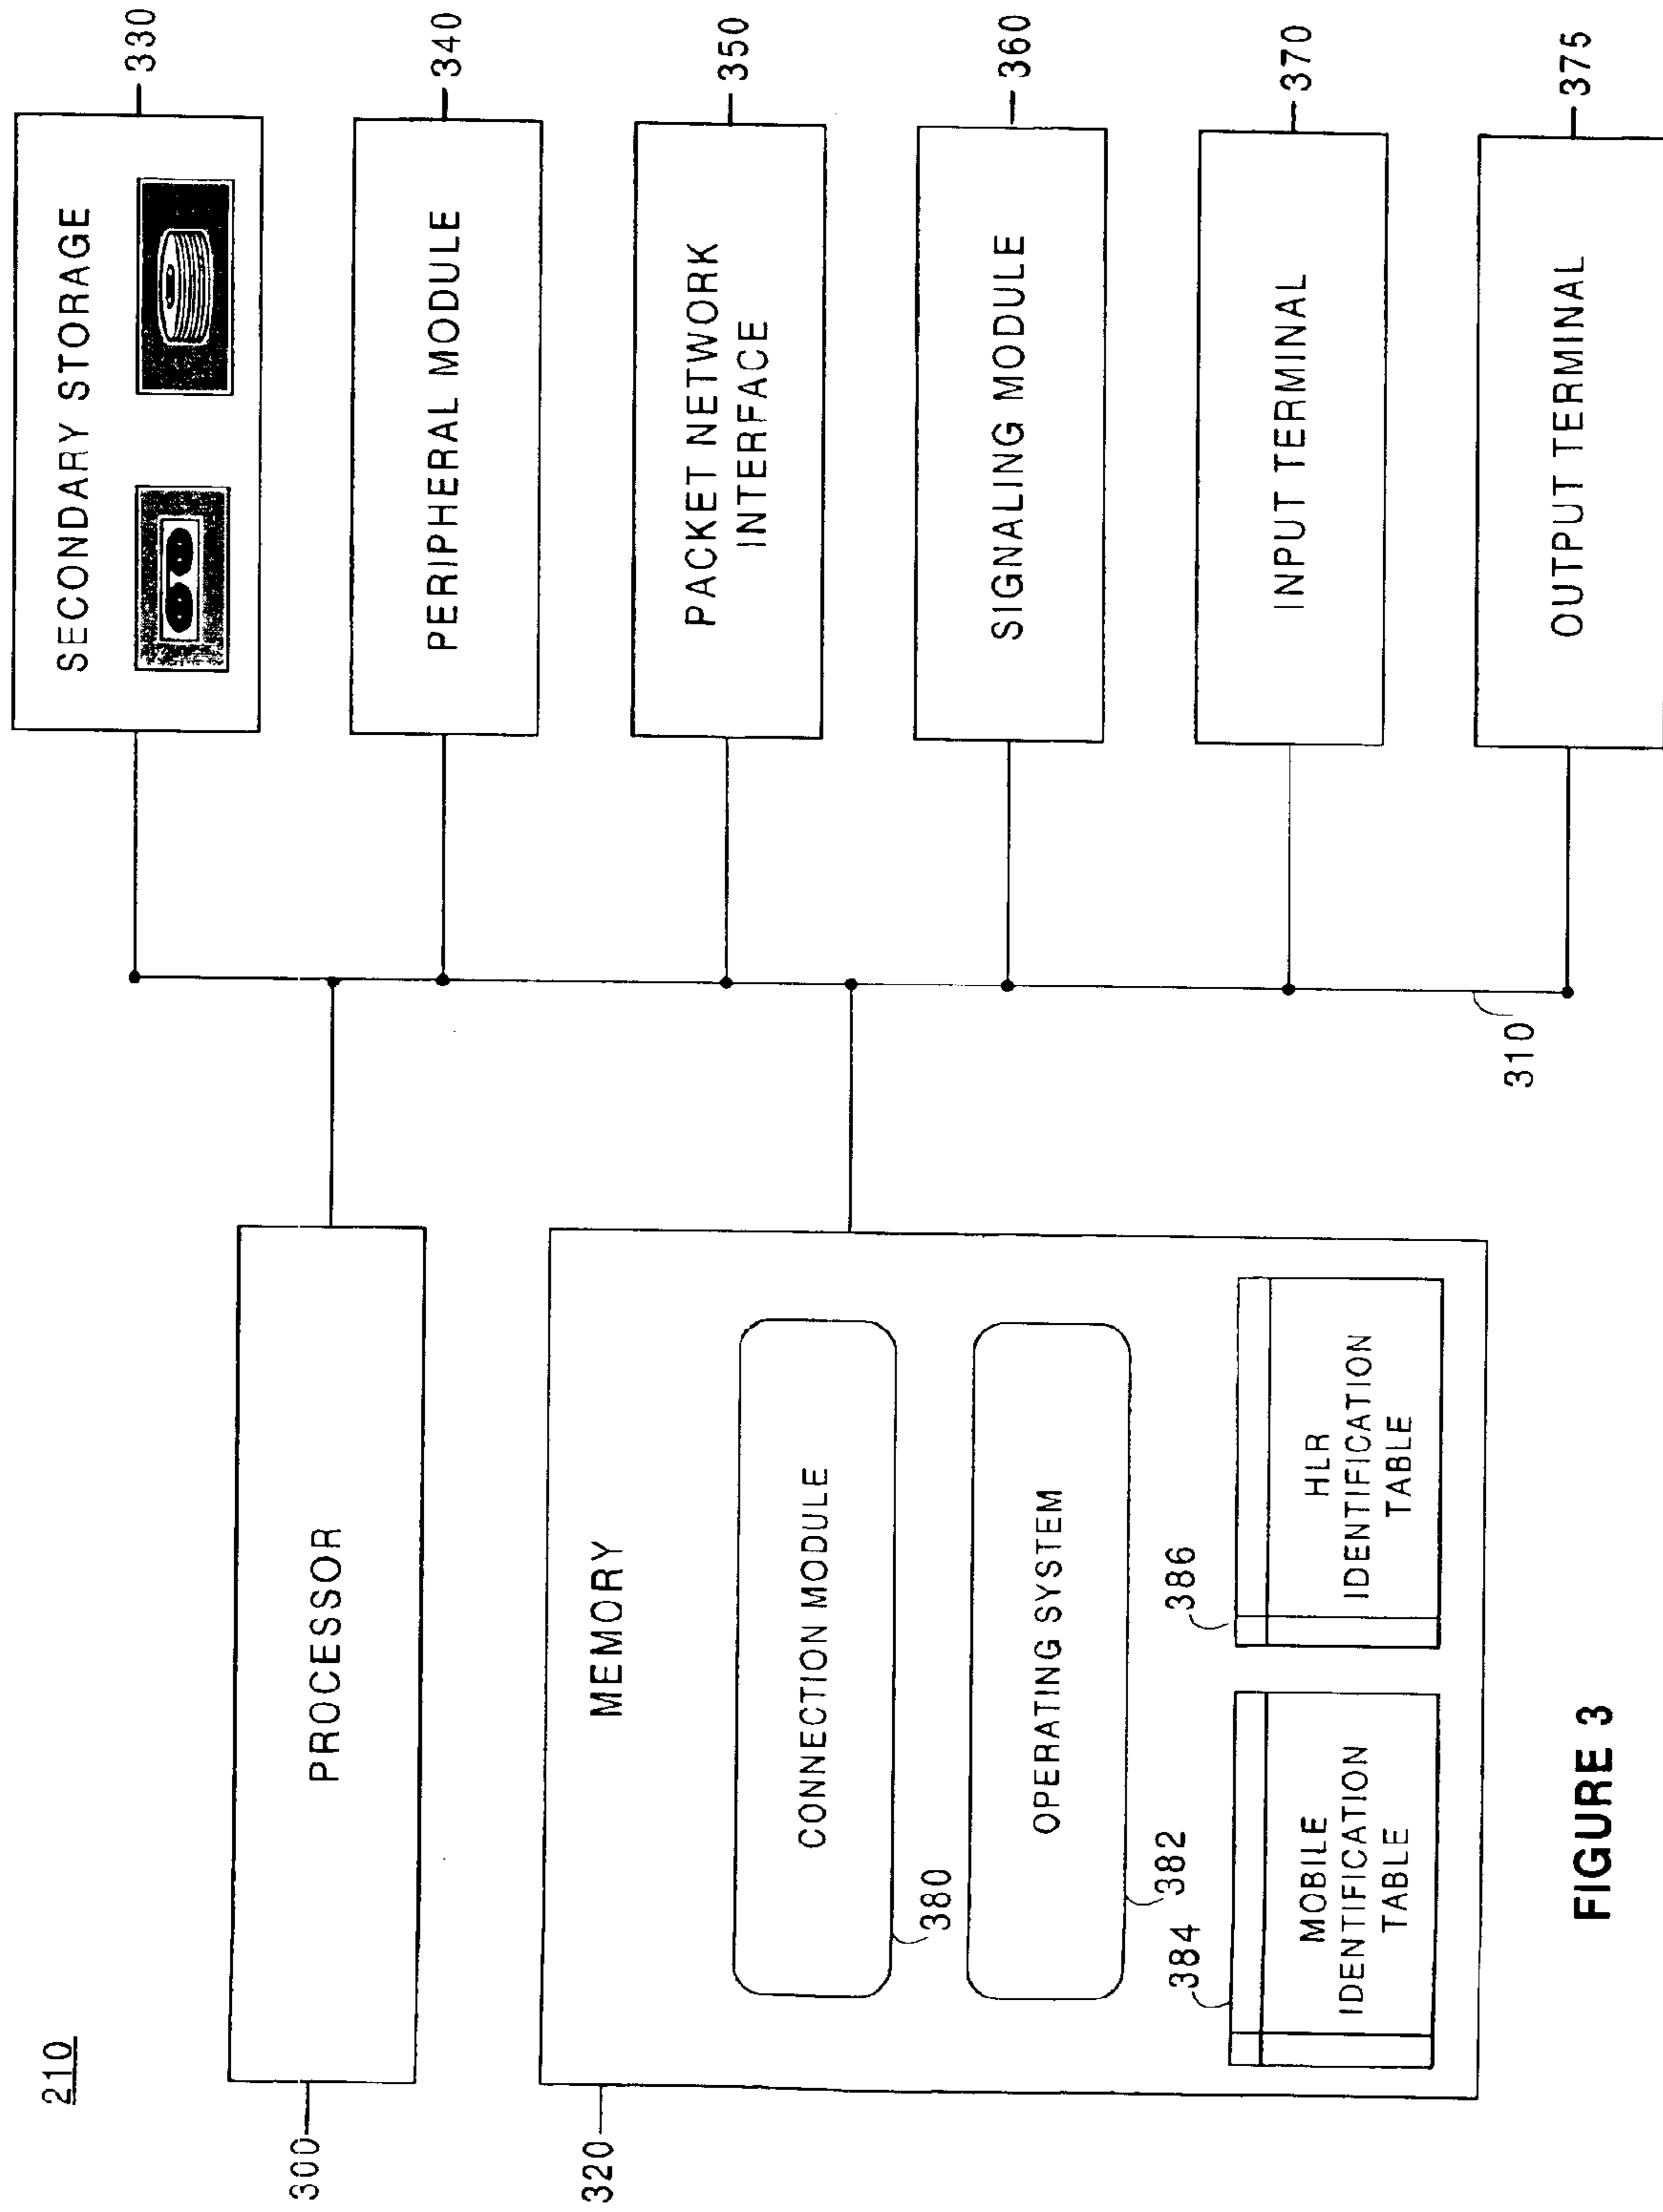 210
300
PROCESSOR
320
MEMORY
CONNECTION MODULE
380
OPERATING SYSTEM
382
384
MOBILE
IDENTIFICATION
TABLE
386
HLR
IDENTIFICATION
TABLE
310
SECONDARY STORAGE
330
PERIPHERAL MODULE
340
PACKET NETWORK
INTERFACE
350
SIGNALING MODULE
360
INPUT TERMINAL
370
OUTPUT TERMINAL
375
FIGURE 3